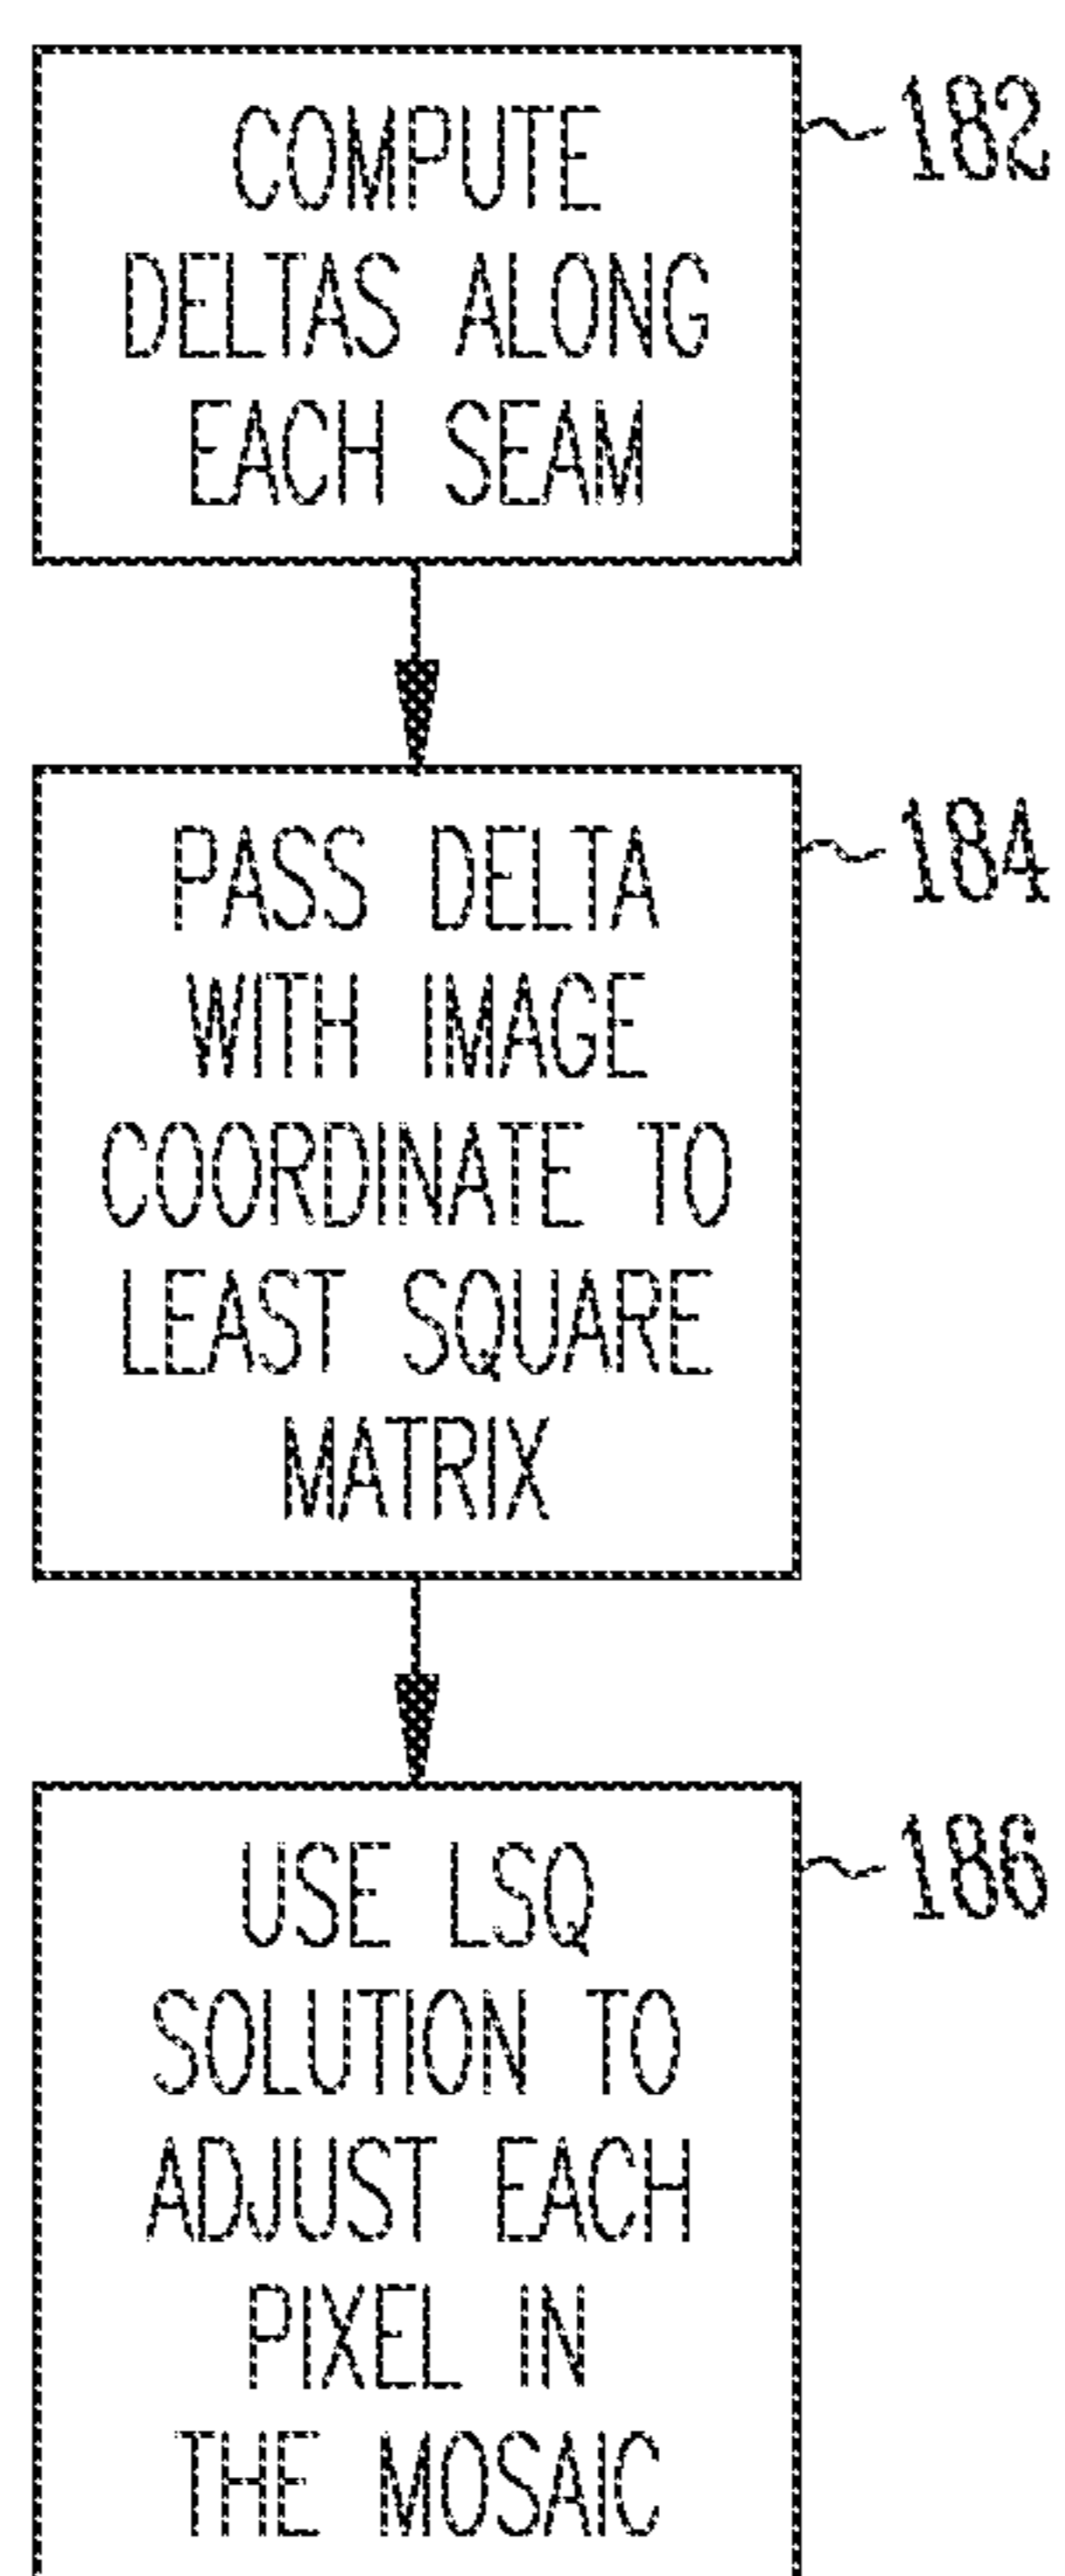 COMPUTE
DELTAS ALONG
EACH SEAM
182
PASS DELTA
WITH IMAGE
COORDINATE TO
LEAST SQUARE
MATRIX
184
USE LSQ
SOLUTION TO
ADJUST EACH
PIXEL IN
THE MOSAIC
186